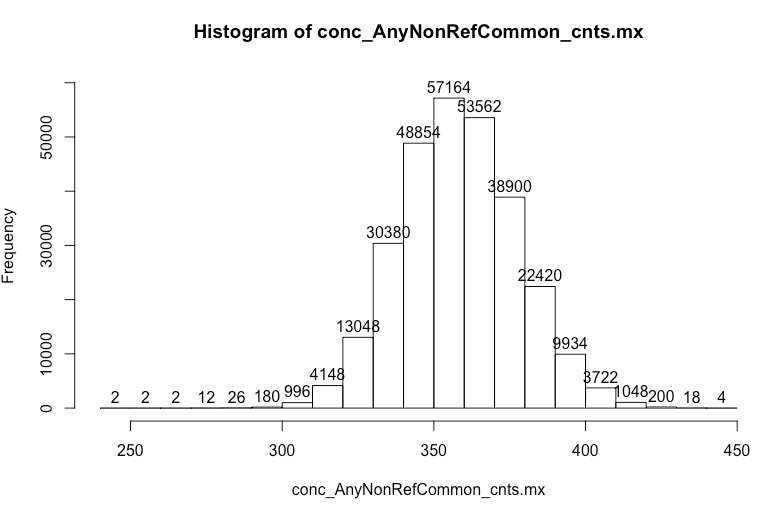 Histogram of conc_AnyNonRefCommon_cnts.mx
Frequency
50000
30000
10000
0
2 2 2 12 26 180 996 4148 13048 30380 48854 57164 53562 38900 22420 9934 3722 1048 200 18 4
250 300 350 400 450
conc_AnyNonRefCommon_cnts.mx